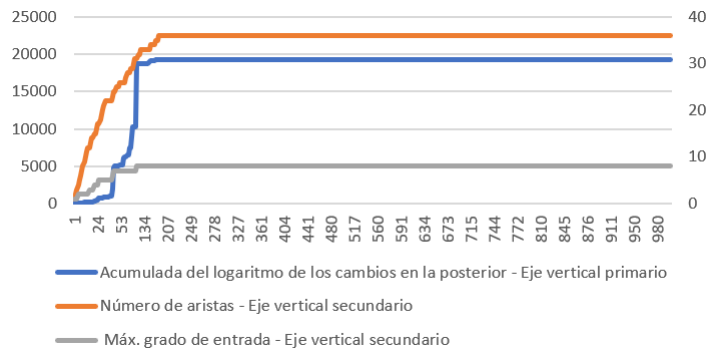 25000
20000
15000
10000
5000
0
40
30
20
10
0
1 24 53 134 207 249 278 327 361 404 441 480 517 560 591 634 673 715 744 772 810 845 876 911 950 980
Acumulada del logaritmo de los cambios en la posterior - Eje vertical primario
Número de aristas - Eje vertical secundario
Máx. grado de entrada - Eje vertical secundario